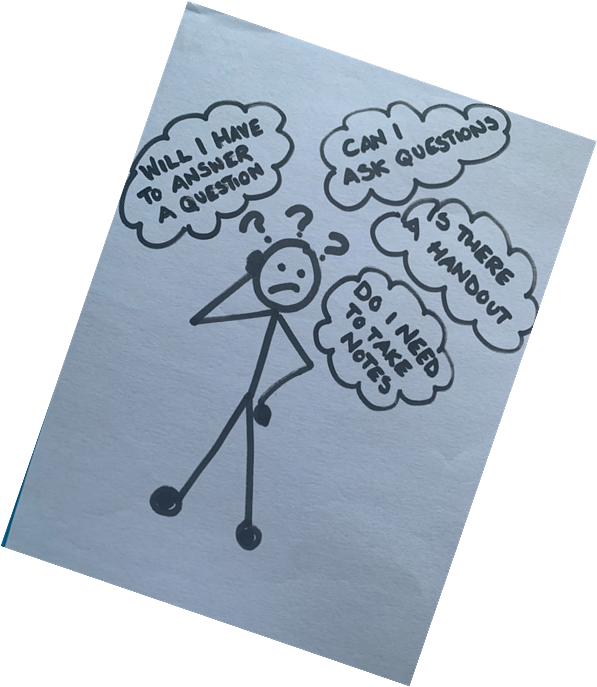 WILL I HAVE
TO ANSWER
A QUESTION
CAN I
ASK QUESTIONS
IS THERE
A HANDOUT
DO I NEED
TO TAKE
NOTES
? ? ?